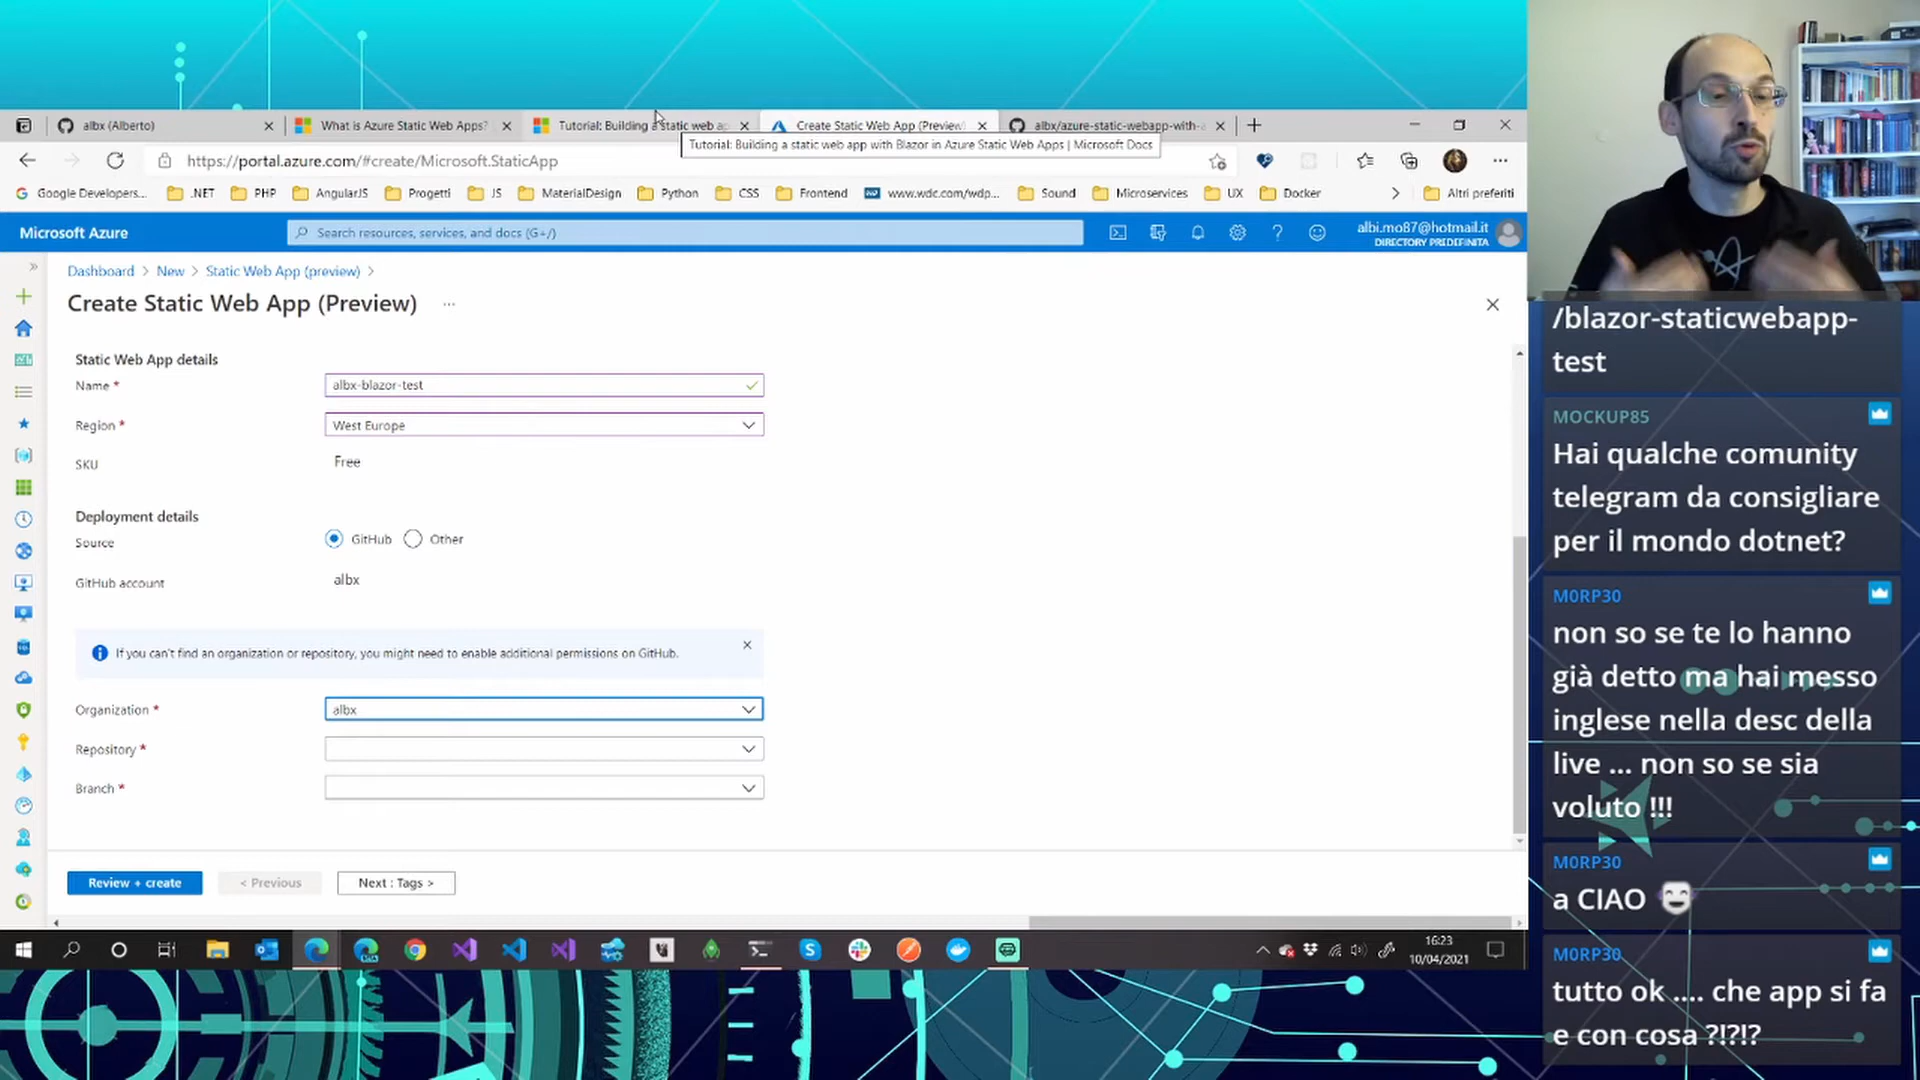 albx (Alberto)
What is Azure Static Web Apps?
Tutorial: Building a static web ap
Create Static Web App (Preview)
albx/azure-static-webapp-with-a
Tutorial: Building a static web app with Blazor in Azure Static Web Apps | Microsoft Docs
https://portal.azure.com/#create/Microsoft.StaticApp
Google Developers...
.NET
PHP
AngularJS
Progetti
JS
MaterialDesign
Python
CSS
Frontend
www.wdc.com/wdp...
Sound
Microservices
UX
Docker
Altri preferiti
Microsoft Azure
Search resources, services, and docs (G+/)
albi.mo87@hotmail.it
DIRECTORY PREDEFINITA
Dashboard > New > Static Web App (preview) >
Create Static Web App (Preview) ...
Static Web App details
Name *
albx-blazor-test
Region *
West Europe
SKU
Free
Deployment details
Source
GitHub
Other
GitHub account
albx
If you can't find an organization or repository, you might need to enable additional permissions on GitHub.
Organization *
albx
Repository *
Branch *
Review + create
< Previous
Next : Tags >
16:23
10/04/2021
/blazor-staticwebapp-
test
MOCKUP85
Hai qualche comunity
telegram da consigliare
per il mondo dotnet?
M0RP30
non so se te lo hanno
già detto ma hai messo
inglese nella desc della
live ... non so se sia
voluto !!!
M0RP30
a CIAO
M0RP30
tutto ok .... che app si fa
e con cosa ?!?!?